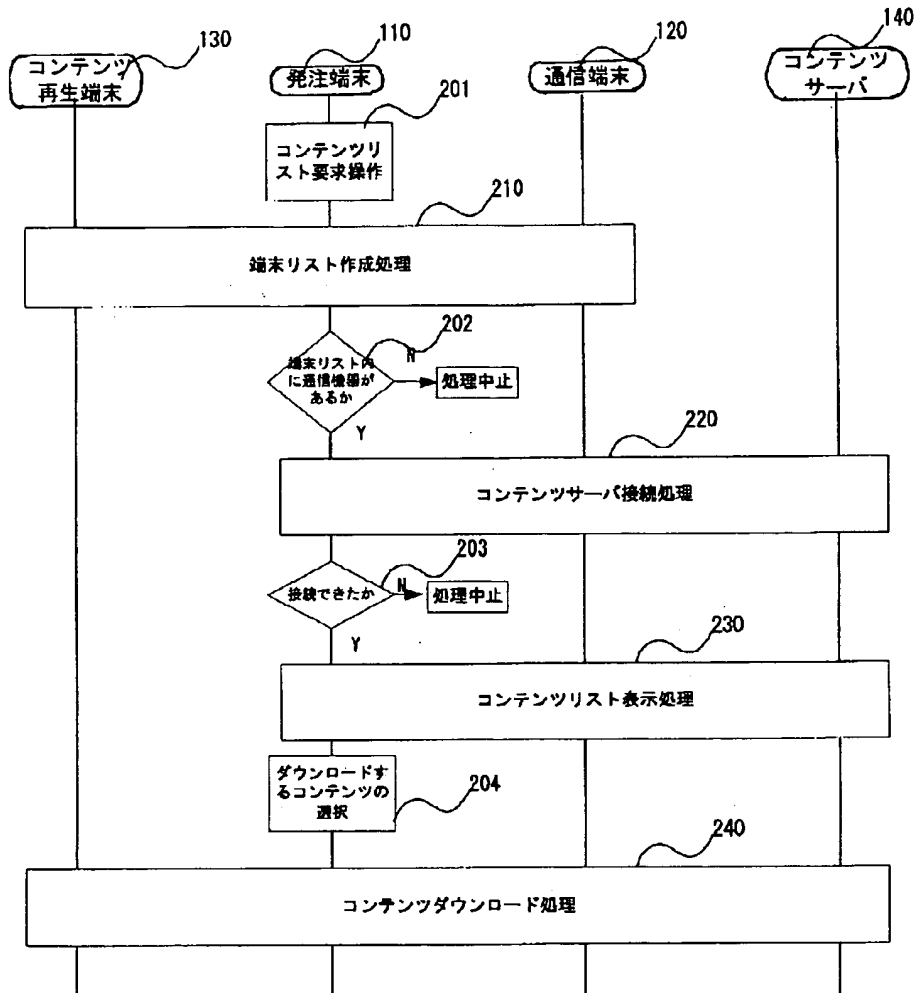 130
110
120
140
コンテンツ
再生端末
発注端末
通信端末
コンテンツ
サーバ
201
コンテンツリ
スト要求操作
210
端末リスト作成処理
202
端末リスト内
に通信機器が
あるか
N
処理中止
Y
220
コンテンツサーバ接続処理
203
接続できたか
N
処理中止
Y
230
コンテンツリスト表示処理
ダウンロードす
るコンテンツの
選択
204
240
コンテンツダウンロード処理